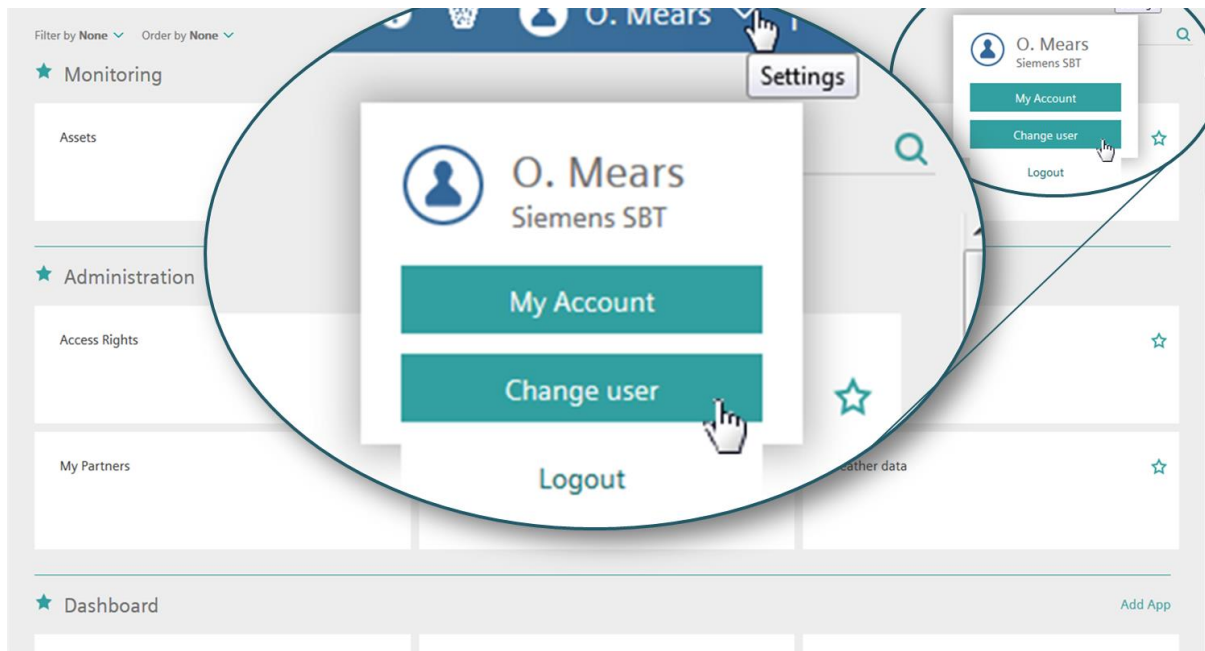 O. Mears
Settings
Filter by None Order by None
Monitoring
Assets
O. Mears
Siemens SBT
My Account
Change user
Logout
O. Mears
Siemens SBT
My Account
Change user
Logout
Administration
Access Rights
My Partners
data
Dashboard
Add App